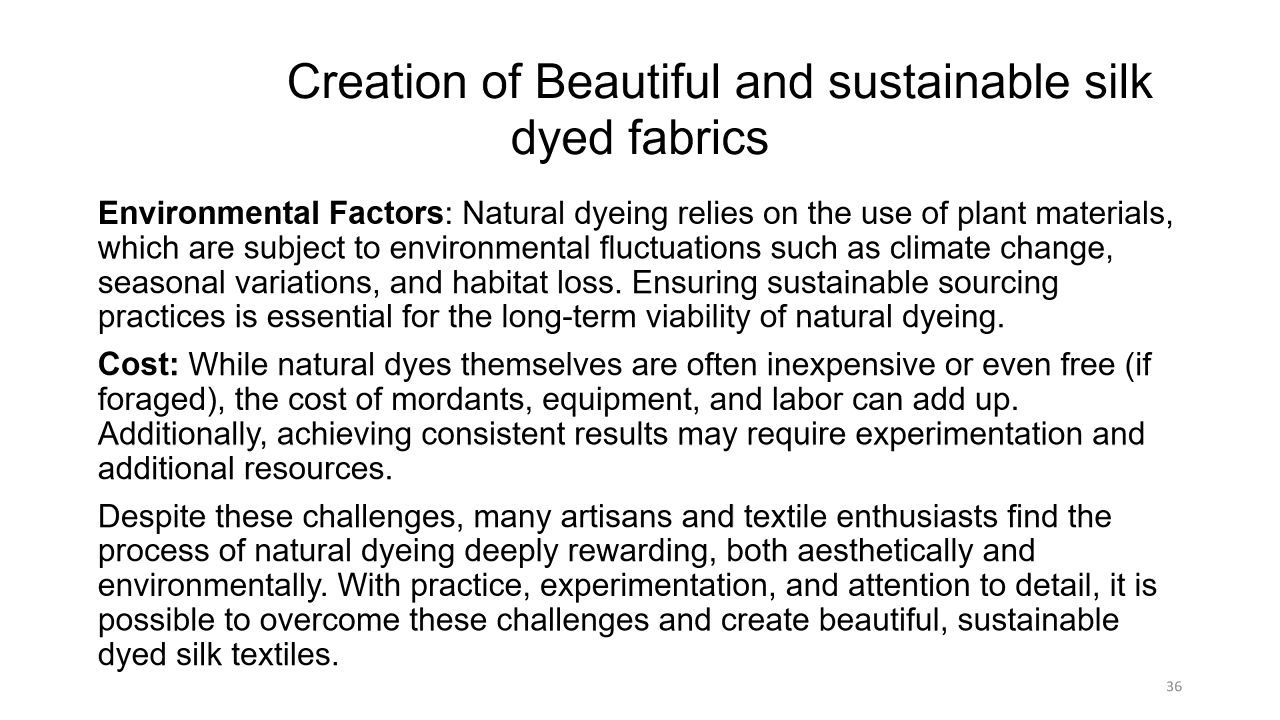 Creation of Beautiful and sustainable silk
dyed fabrics
Environmental Factors: Natural dyeing relies on the use of plant materials,
which are subject to environmental fluctuations such as climate change,
seasonal variations, and habitat loss. Ensuring sustainable sourcing
practices is essential for the long-term viability of natural dyeing.
Cost: While natural dyes themselves are often inexpensive or even free (if
foraged), the cost of mordants, equipment, and labor can add up.
Additionally, achieving consistent results may require experimentation and
additional resources.
Despite these challenges, many artisans and textile enthusiasts find the
process of natural dyeing deeply rewarding, both aesthetically and
environmentally. With practice, experimentation, and attention to detail, it is
possible to overcome these challenges and create beautiful, sustainable
dyed silk textiles.
36